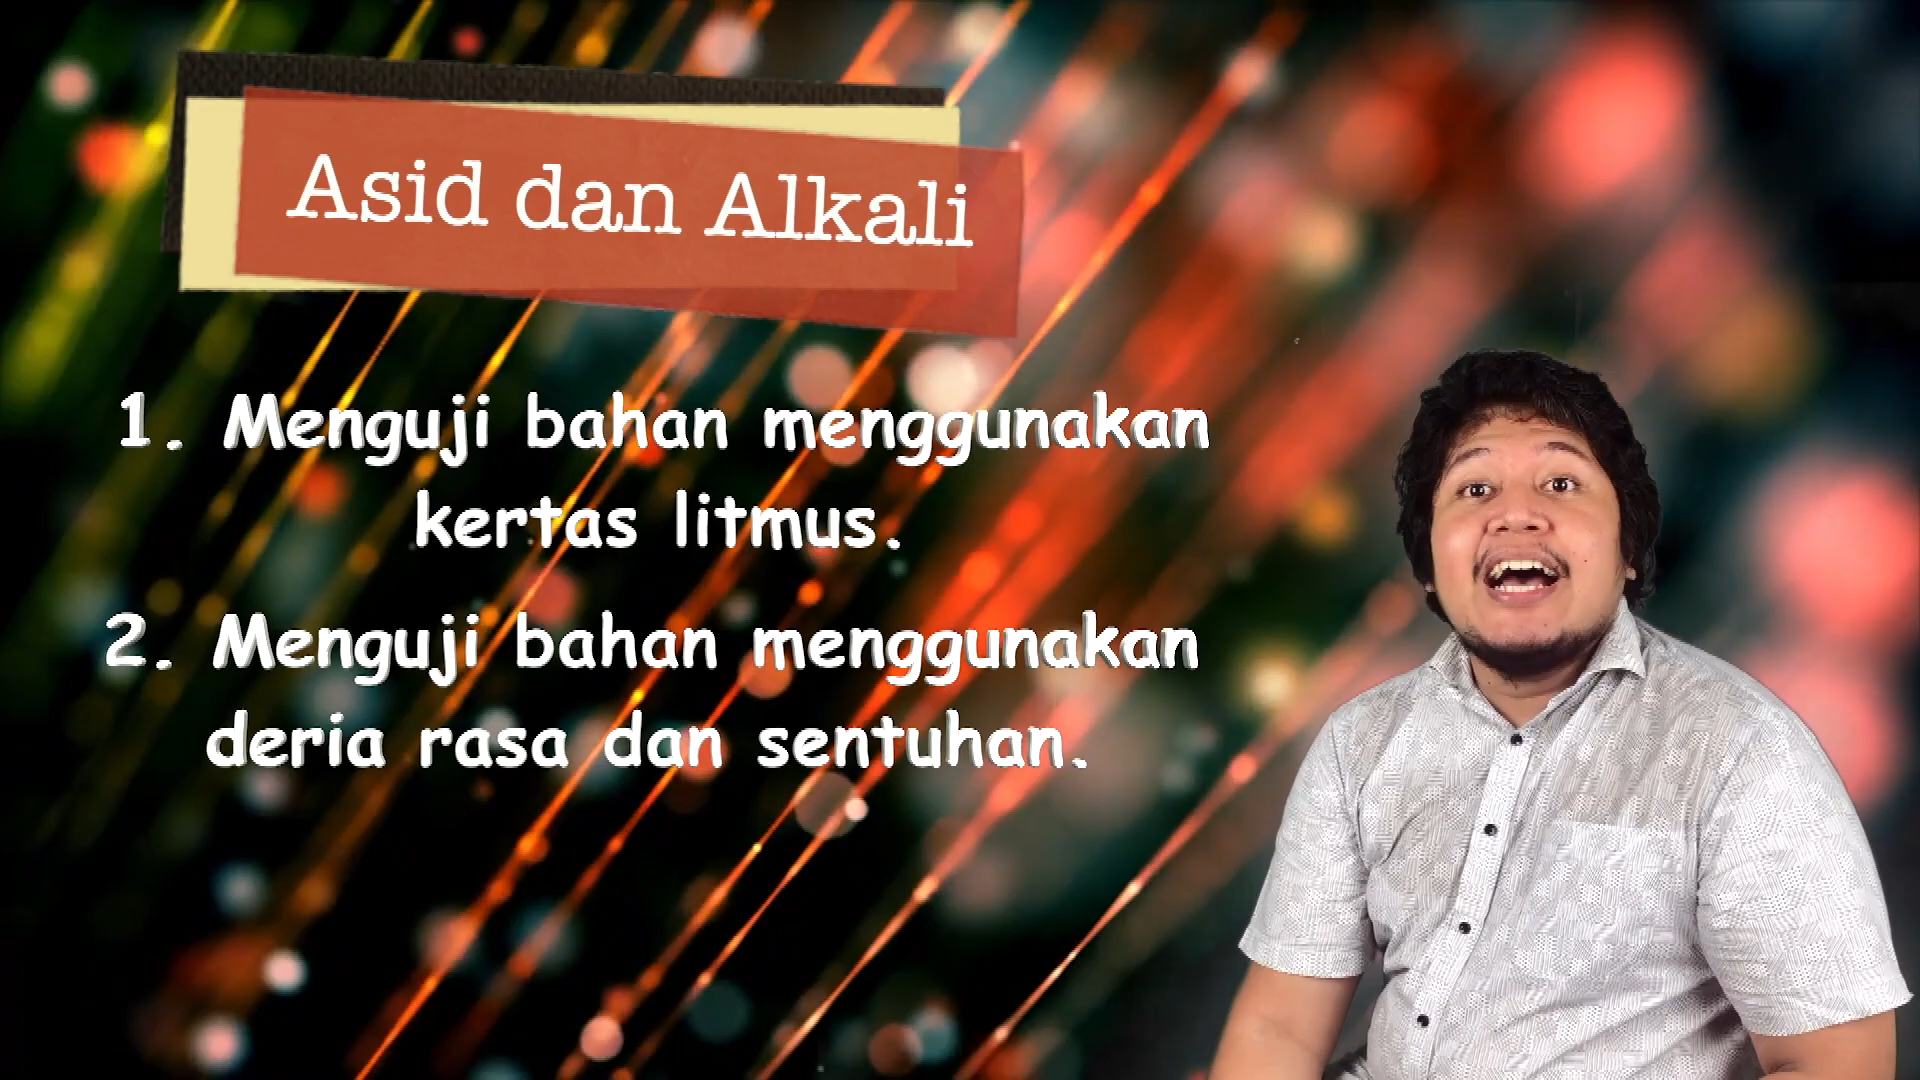 Asid dan Alkali
1. Menguji bahan menggunakan
kertas litmus.
2. Menguji bahan menggunakan
deria rasa dan sentuhan.